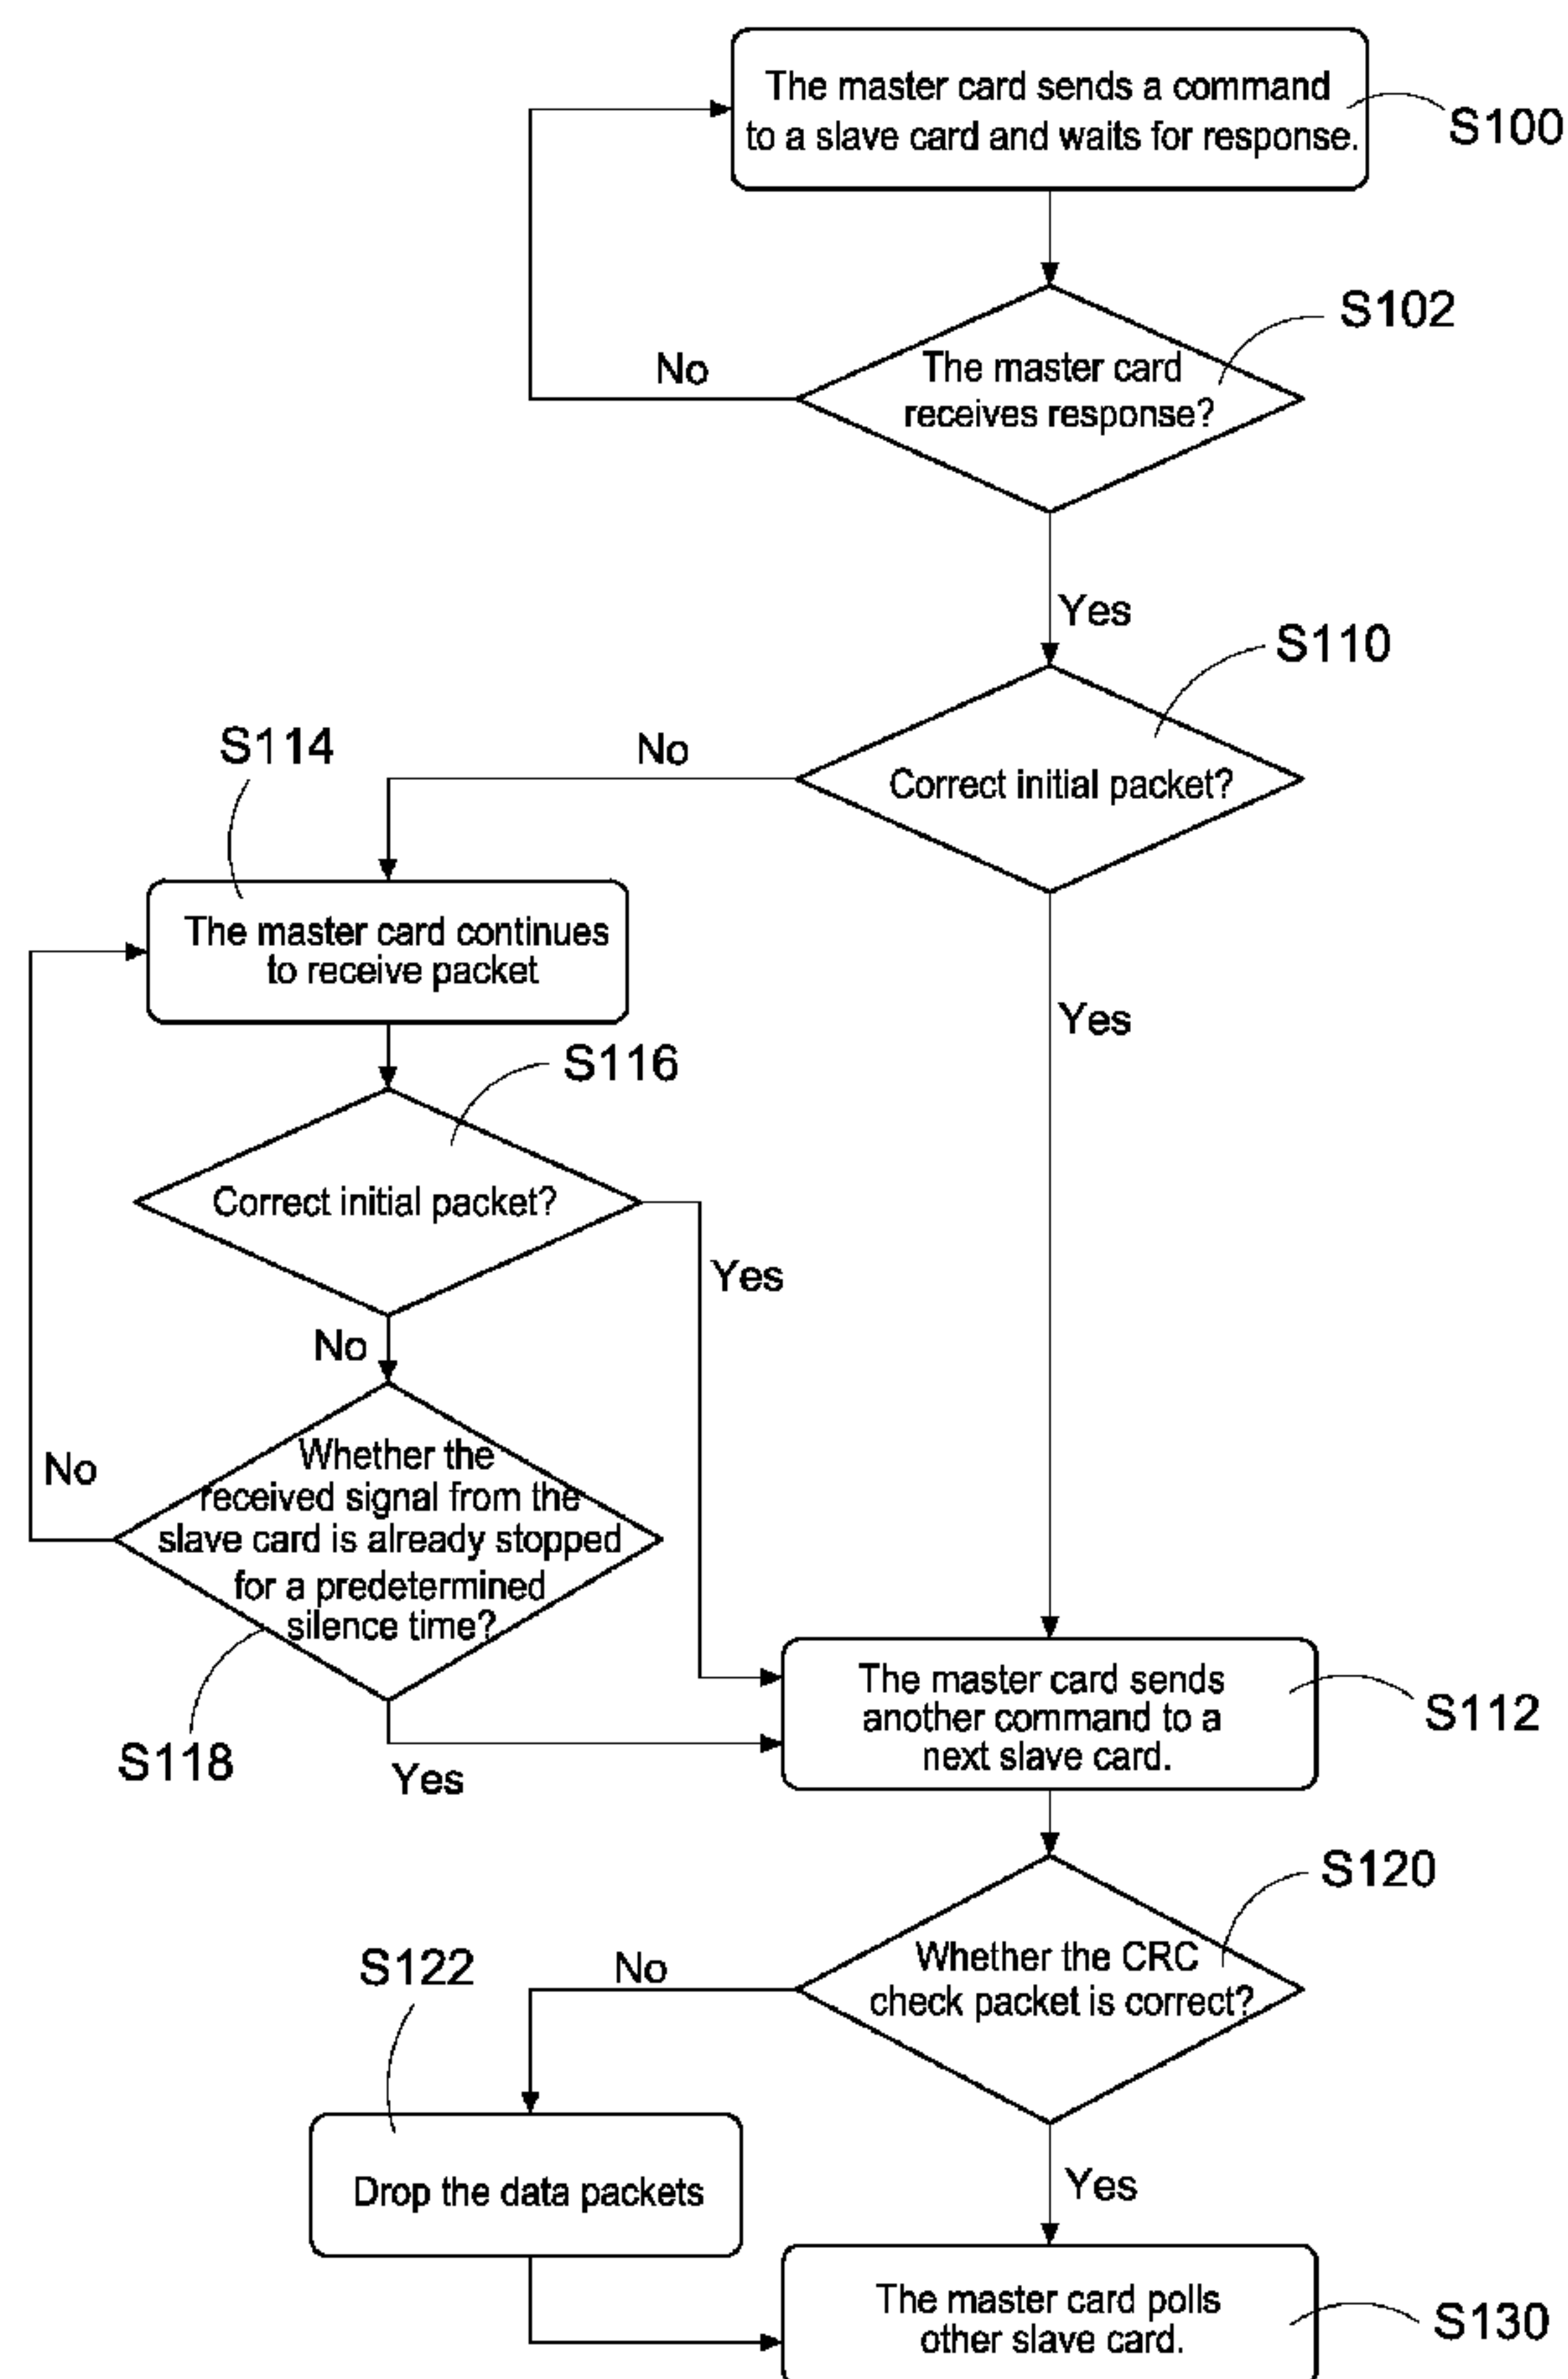 The master card sends a command
to a slave card and waits for response.
S100
S102
The master card
receives response?
No
Yes
S110
Correct initial packet?
No
Yes
S114
The master card continues
to receive packet
S116
Correct initial packet?
Yes
No
Whether the
received signal from the
slave card is already stopped
for a predetermined
silence time?
No
S118
Yes
The master card sends
another command to a
next slave card.
S112
S120
Whether the CRC
check packet is correct?
No
S122
Drop the data packets
Yes
The master card polls
other slave card.
S130